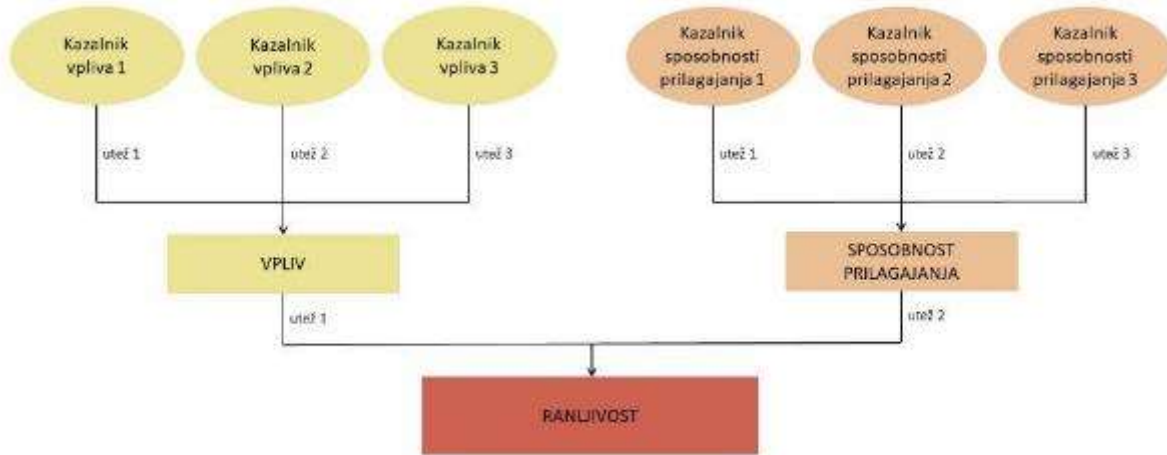 Kazalnik
vpliva 1
Kazalnik
vpliva 2
Kazalnik
vpliva 3
Kazalnik
sposobnosti
prilagajanja 1
Kazalnik
sposobnosti
prilagajanja 2
Kazalnik
sposobnosti
prilagajanja 3
utež 1
utež 2
utež 3
utež 1
utež 2
utež 3
VPLIV
SPOSOBNOST
PRILAGAJANJA
utež 1
utež 2
RANLJIVOST